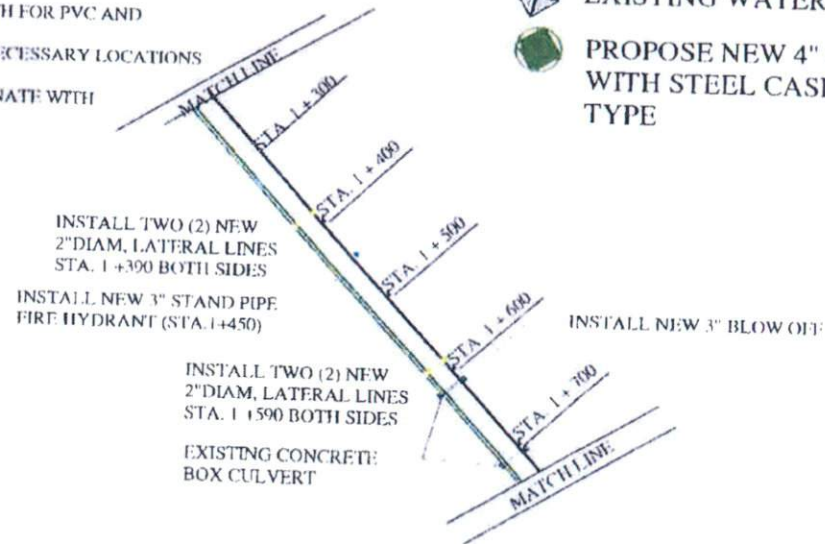 H FOR PVC AND
ECESSARY LOCATIONS
NATE WITH
EXISTING WATER
PROPOSE NEW 4"
WITH STEEL CASI
TYPE
MATCH LINE
STA. 1 + 300
STA. 1 + 400
STA. 1 + 500
STA. 1 + 600
STA. 1 + 700
INSTALL TWO (2) NEW
2"DIAM, LATERAL LINES
STA. 1 +390 BOTH SIDES
INSTALL NEW 3" STAND PIPE
FIRE HYDRANT (STA.1+450)
INSTALL NEW 3" BLOW OFF
INSTALL TWO (2) NEW
2"DIAM, LATERAL LINES
STA. 1 +590 BOTH SIDES
EXISTING CONCRETE
BOX CULVERT
MATCH LINE